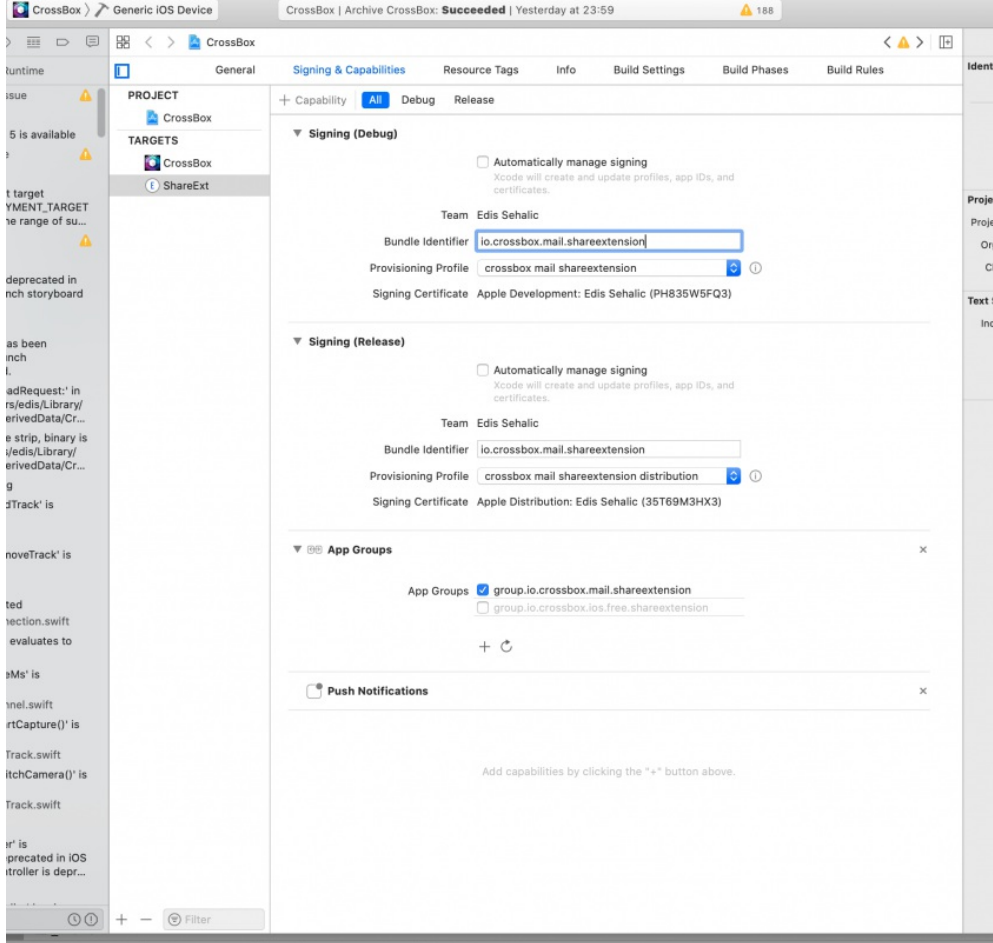 CrossBox
Generic iOS Device
CrossBox | Archive CrossBox: Succeeded | Yesterday at 23:59
188
CrossBox
Runtime
General
Signing & Capabilities
Resource Tags
Info
Build Settings
Build Phases
Build Rules
Ident
ssue
5 is available
t target
YMENT_TARGET
he range of su...
deprecated in
nch storyboard
as been
unch
adRequest:' in
rs/edis/Library/
erivedData/Cr...
e strip, binary is
s/edis/Library/
erivedData/Cr...
g
dTrack' is
moveTrack' is
ted
nection.swift
evaluates to
eMs' is
nnel.swift
rtCapture()' is
Track.swift
itchCamera()' is
Track.swift
er' is
precated in iOS
ntroller is depr...
PROJECT
CrossBox
TARGETS
CrossBox
E ShareExt
+ Capability
All
Debug
Release
Signing (Debug)
Automatically manage signing
Xcode will create and update profiles, app IDs, and
certificates.
Team Edis Sehalic
Bundle Identifier io.crossbox.mail.shareextension
Provisioning Profile crossbox mail shareextension
Signing Certificate Apple Development: Edis Sehalic (PH835W5FQ3)
Signing (Release)
Automatically manage signing
Xcode will create and update profiles, app IDs, and
certificates.
Team Edis Sehalic
Bundle Identifier io.crossbox.mail.shareextension
Provisioning Profile crossbox mail shareextension distribution
Signing Certificate Apple Distribution: Edis Sehalic (35T69M3HX3)
App Groups
App Groups group.io.crossbox.mail.shareextension
group.io.crossbox.ios.free.shareextension
Push Notifications
Add capabilities by clicking the "+" button above.
Filter
Proje
Proje
Or
Cl
Text S
Inc